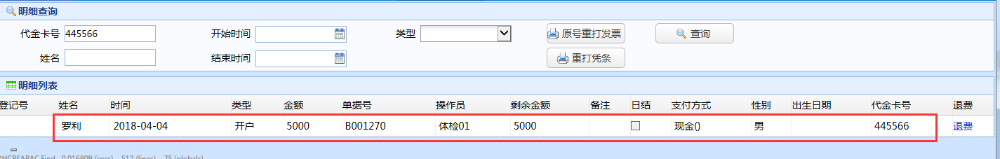 明细查询
代金卡号 445566 开始时间 类型 原号重打发票 查询
姓名 结束时间 重打凭条
明细列表
登记号 姓名 时间 类型 金额 单据号 操作员 剩余金额 备注 日结 支付方式 性别 出生日期 代金卡号 退费
罗利 2018-04-04 开户 5000 B001270 体检01 5000 现金() 男 445566 退费
0.016809 (secs) 512 (lines) 75 (globals)